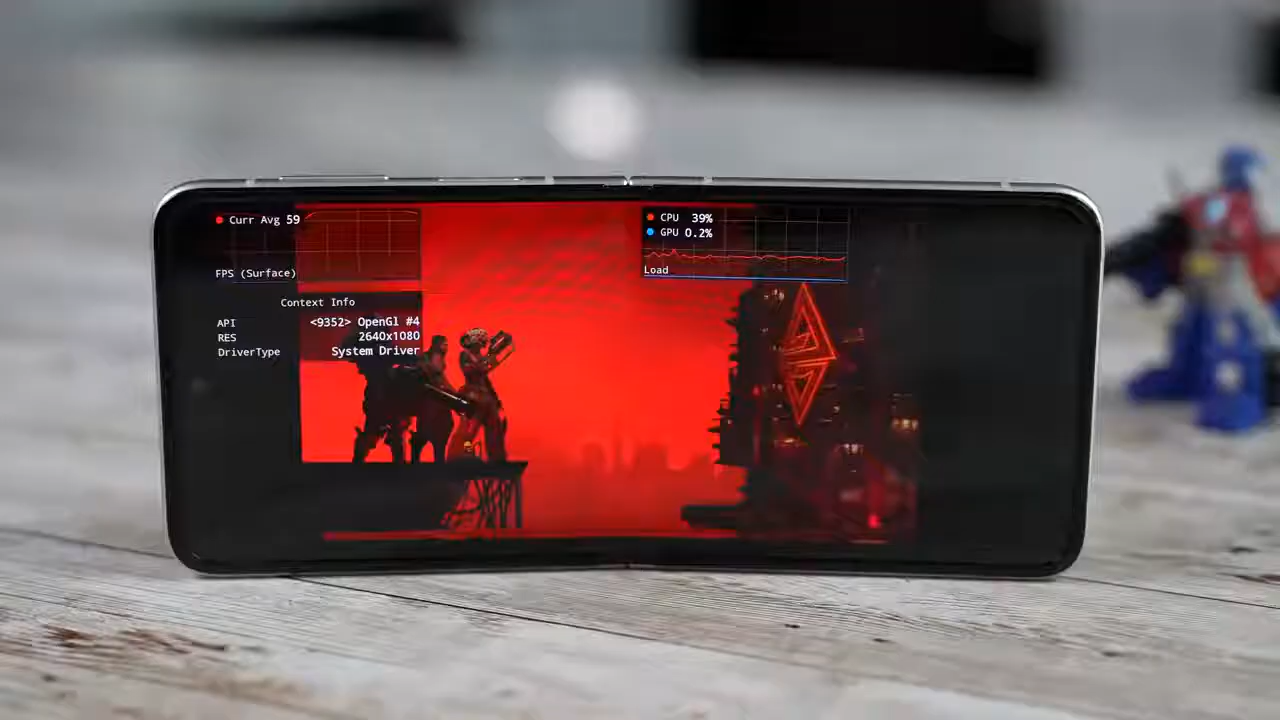 Curr Avg 59
FPS (Surface)
Context Info
API <9352> OpenGl #4
RES 2640x1080
DriverType System Driver
CPU 39%
GPU 0.2%
Load